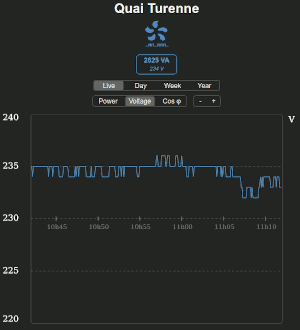 Quai Turenne
2525 VA
234 V
Live Day Week Year
Power Voltage Cos φ - +
240 V
235
230
10h45 10h50 10h55 11h00 11h05 11h10
225
220